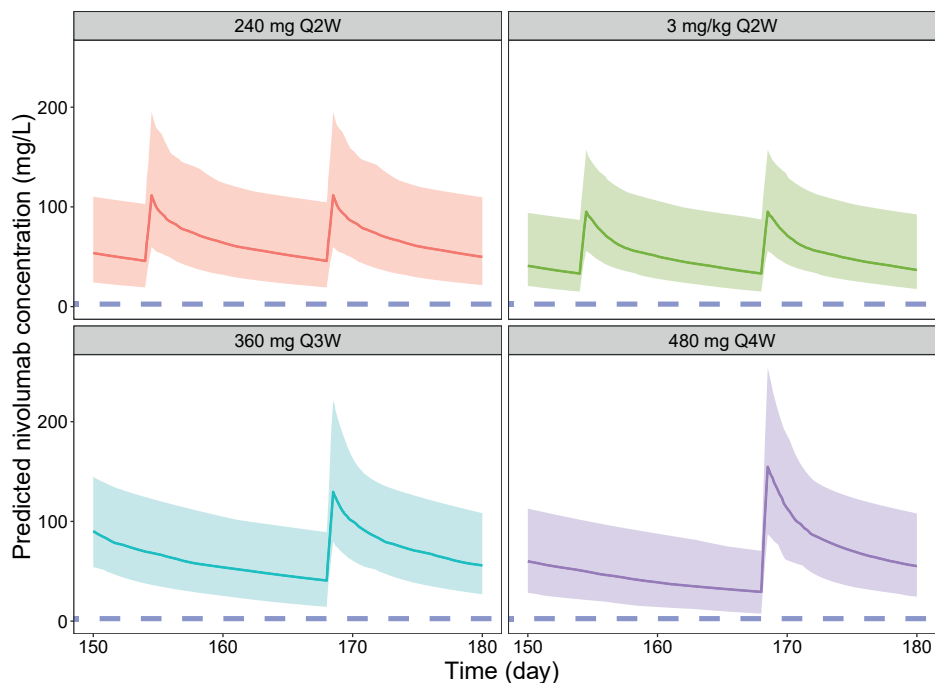 240 mg Q2W
3 mg/kg Q2W
Predicted nivolumab concentration (mg/L)
200
100
0
360 mg Q3W
480 mg Q4W
200
100
0
150
160
170
180
150
160
170
180
Time (day)